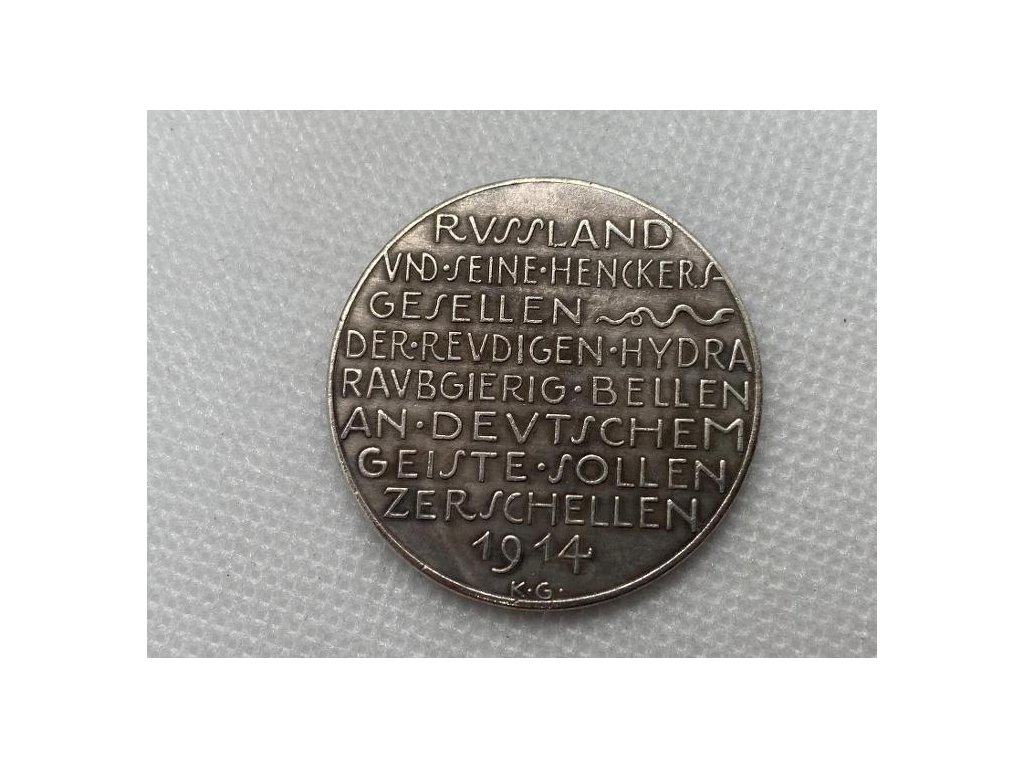 RVSSLAND
VND·SEINE·HENCKERS-
GESELLEN
DER·REVDIGEN·HYDRA
RAVBGIERIG·BELLEN
AN·DEVTSCHEM
GEISTE·SOLLEN
ZERSCHELLEN
1914
K·G·